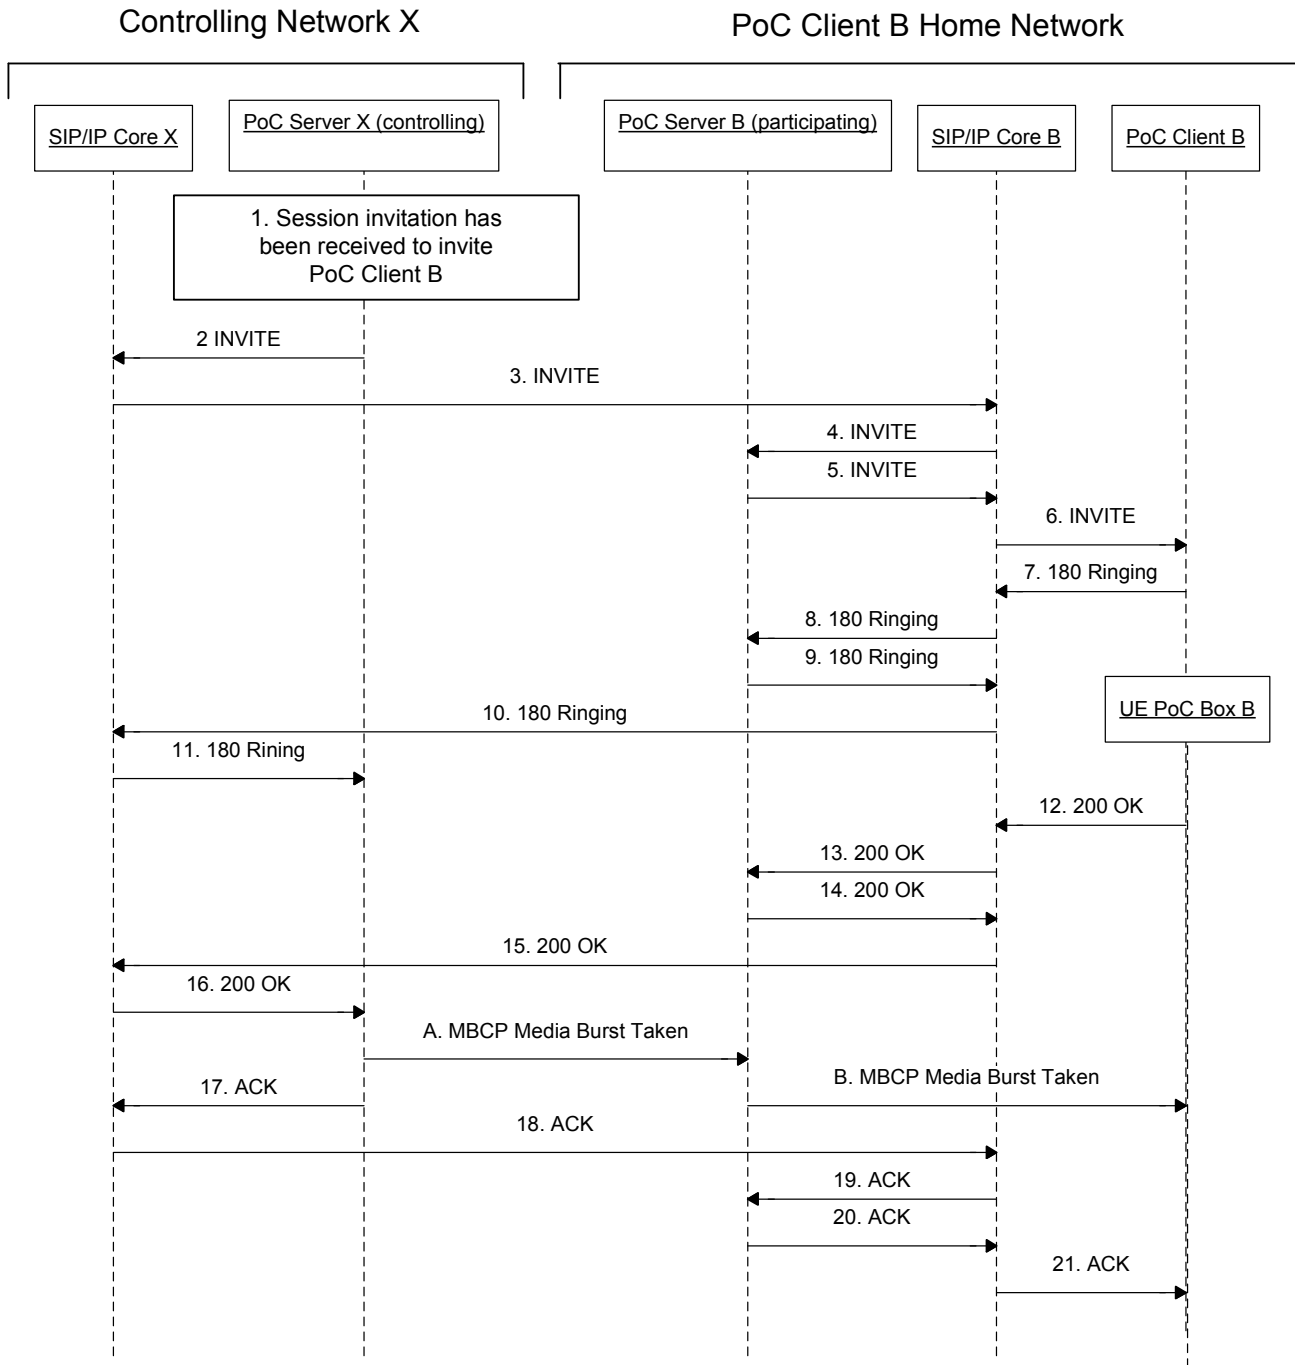 Controlling Network X
PoC Client B Home Network
SIP/IP Core X
PoC Server X (controlling)
PoC Server B (participating)
SIP/IP Core B
PoC Client B
1. Session invitation has
been received to invite
PoC Client B
2 INVITE
3. INVITE
4. INVITE
5. INVITE
6. INVITE
7. 180 Ringing
8. 180 Ringing
9. 180 Ringing
UE PoC Box B
10. 180 Ringing
11. 180 Rining
12. 200 OK
13. 200 OK
14. 200 OK
15. 200 OK
16. 200 OK
A. MBCP Media Burst Taken
B. MBCP Media Burst Taken
17. ACK
18. ACK
19. ACK
20. ACK
21. ACK